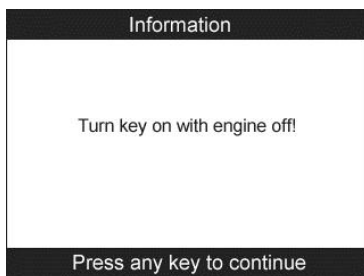 Information
Turn key on with engine off!
Press any key to continue